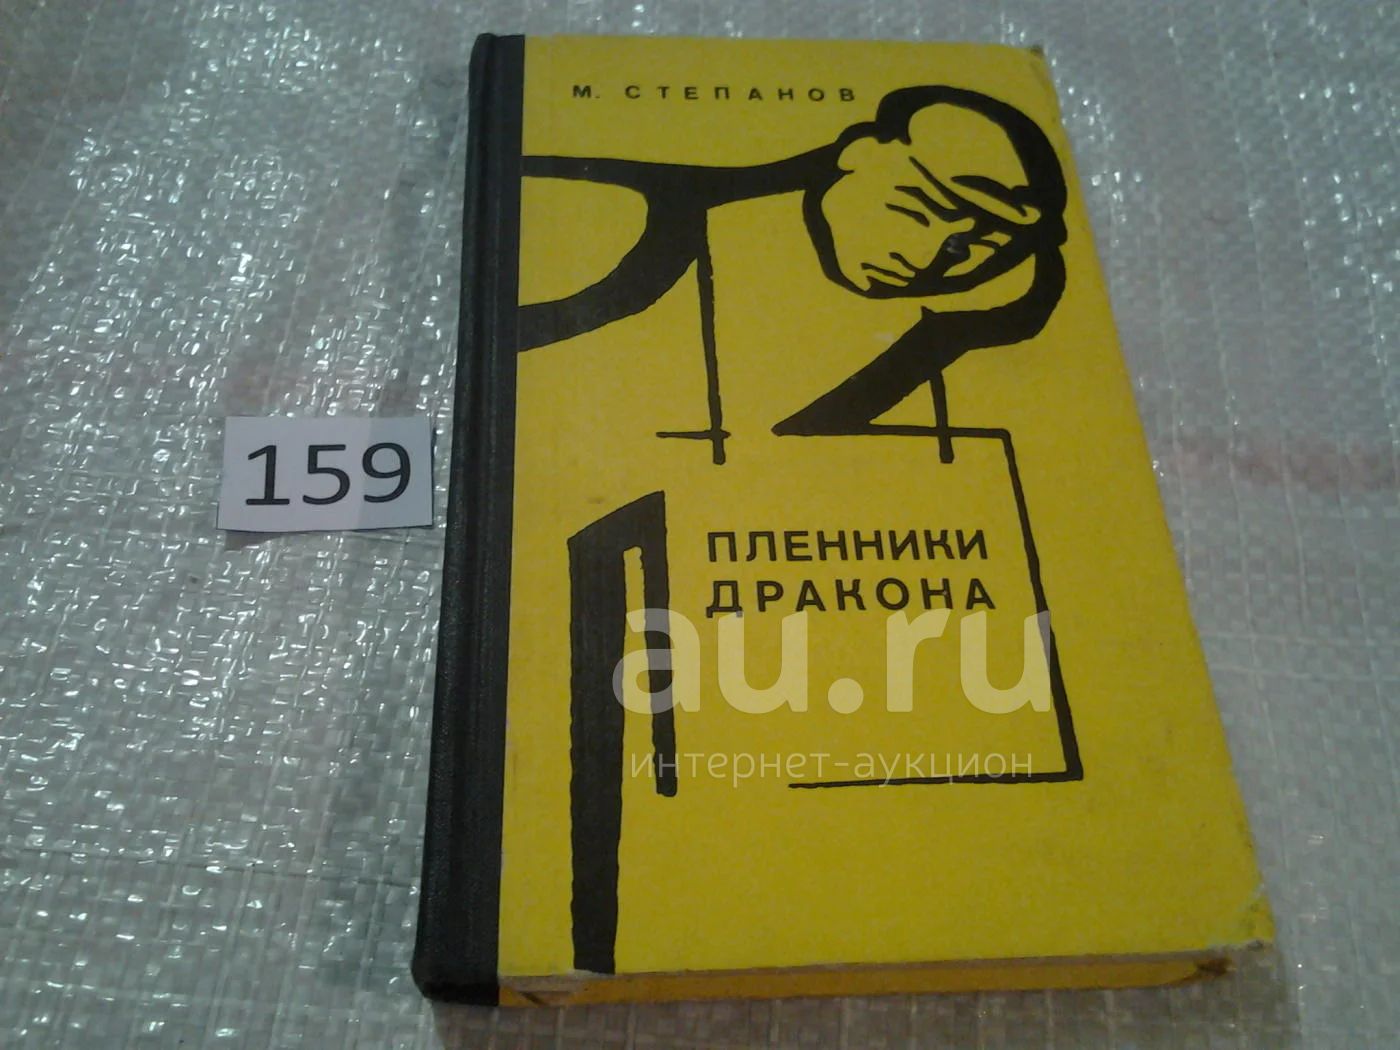 М. СТЕПАНОВ
159
ПЛЕННИКИ
ДРАКОНА
au.ru
интернет-аукцион